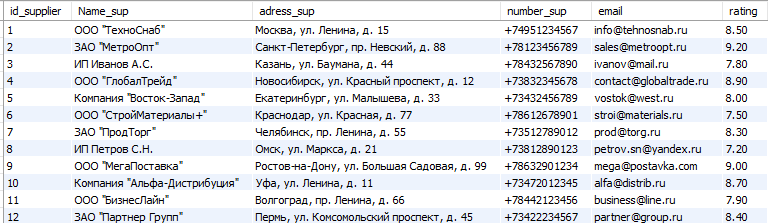 id_supplier Name_sup adress_sup number_sup email rating
1 ООО "ТехноСнаб" Москва, ул. Ленина, д. 15 +74951234567 info@tehnosnab.ru 8.50
2 ЗАО "МетроОпт" Санкт-Петербург, пр. Невский, д. 88 +78123456789 sales@metroopt.ru 9.20
3 ИП Иванов А.С. Казань, ул. Баумана, д. 44 +78432567890 ivanov@mail.ru 7.80
4 ООО "ГлобалТрейд" Новосибирск, ул. Красный проспект, д. 12 +73832345678 contact@globaltrade.ru 8.90
5 Компания "Восток-Запад" Екатеринбург, ул. Малышева, д. 33 +73432456789 vostok@west.ru 8.00
6 ООО "СтройМатериалы+" Краснодар, ул. Красная, д. 77 +78612678901 stroi@materials.ru 7.50
7 ЗАО "ПродТорг" Челябинск, пр. Ленина, д. 55 +73512789012 prod@torg.ru 8.30
8 ИП Петров С.Н. Омск, ул. Маркса, д. 21 +73812890123 petrov.sn@yandex.ru 7.20
9 ООО "МегаПоставка" Ростов-на-Дону, ул. Большая Садовая, д. 99 +78632901234 mega@postavka.com 9.00
10 Компания "Альфа-Дистрибуция" Уфа, ул. Ленина, д. 11 +73472012345 alfa@distrib.ru 8.70
11 ООО "БизнесЛайн" Волгоград, пр. Ленина, д. 66 +78442123456 business@line.ru 7.90
12 ЗАО "Партнер Групп" Пермь, ул. Комсомольский проспект, д. 45 +73422234567 partner@group.ru 8.40